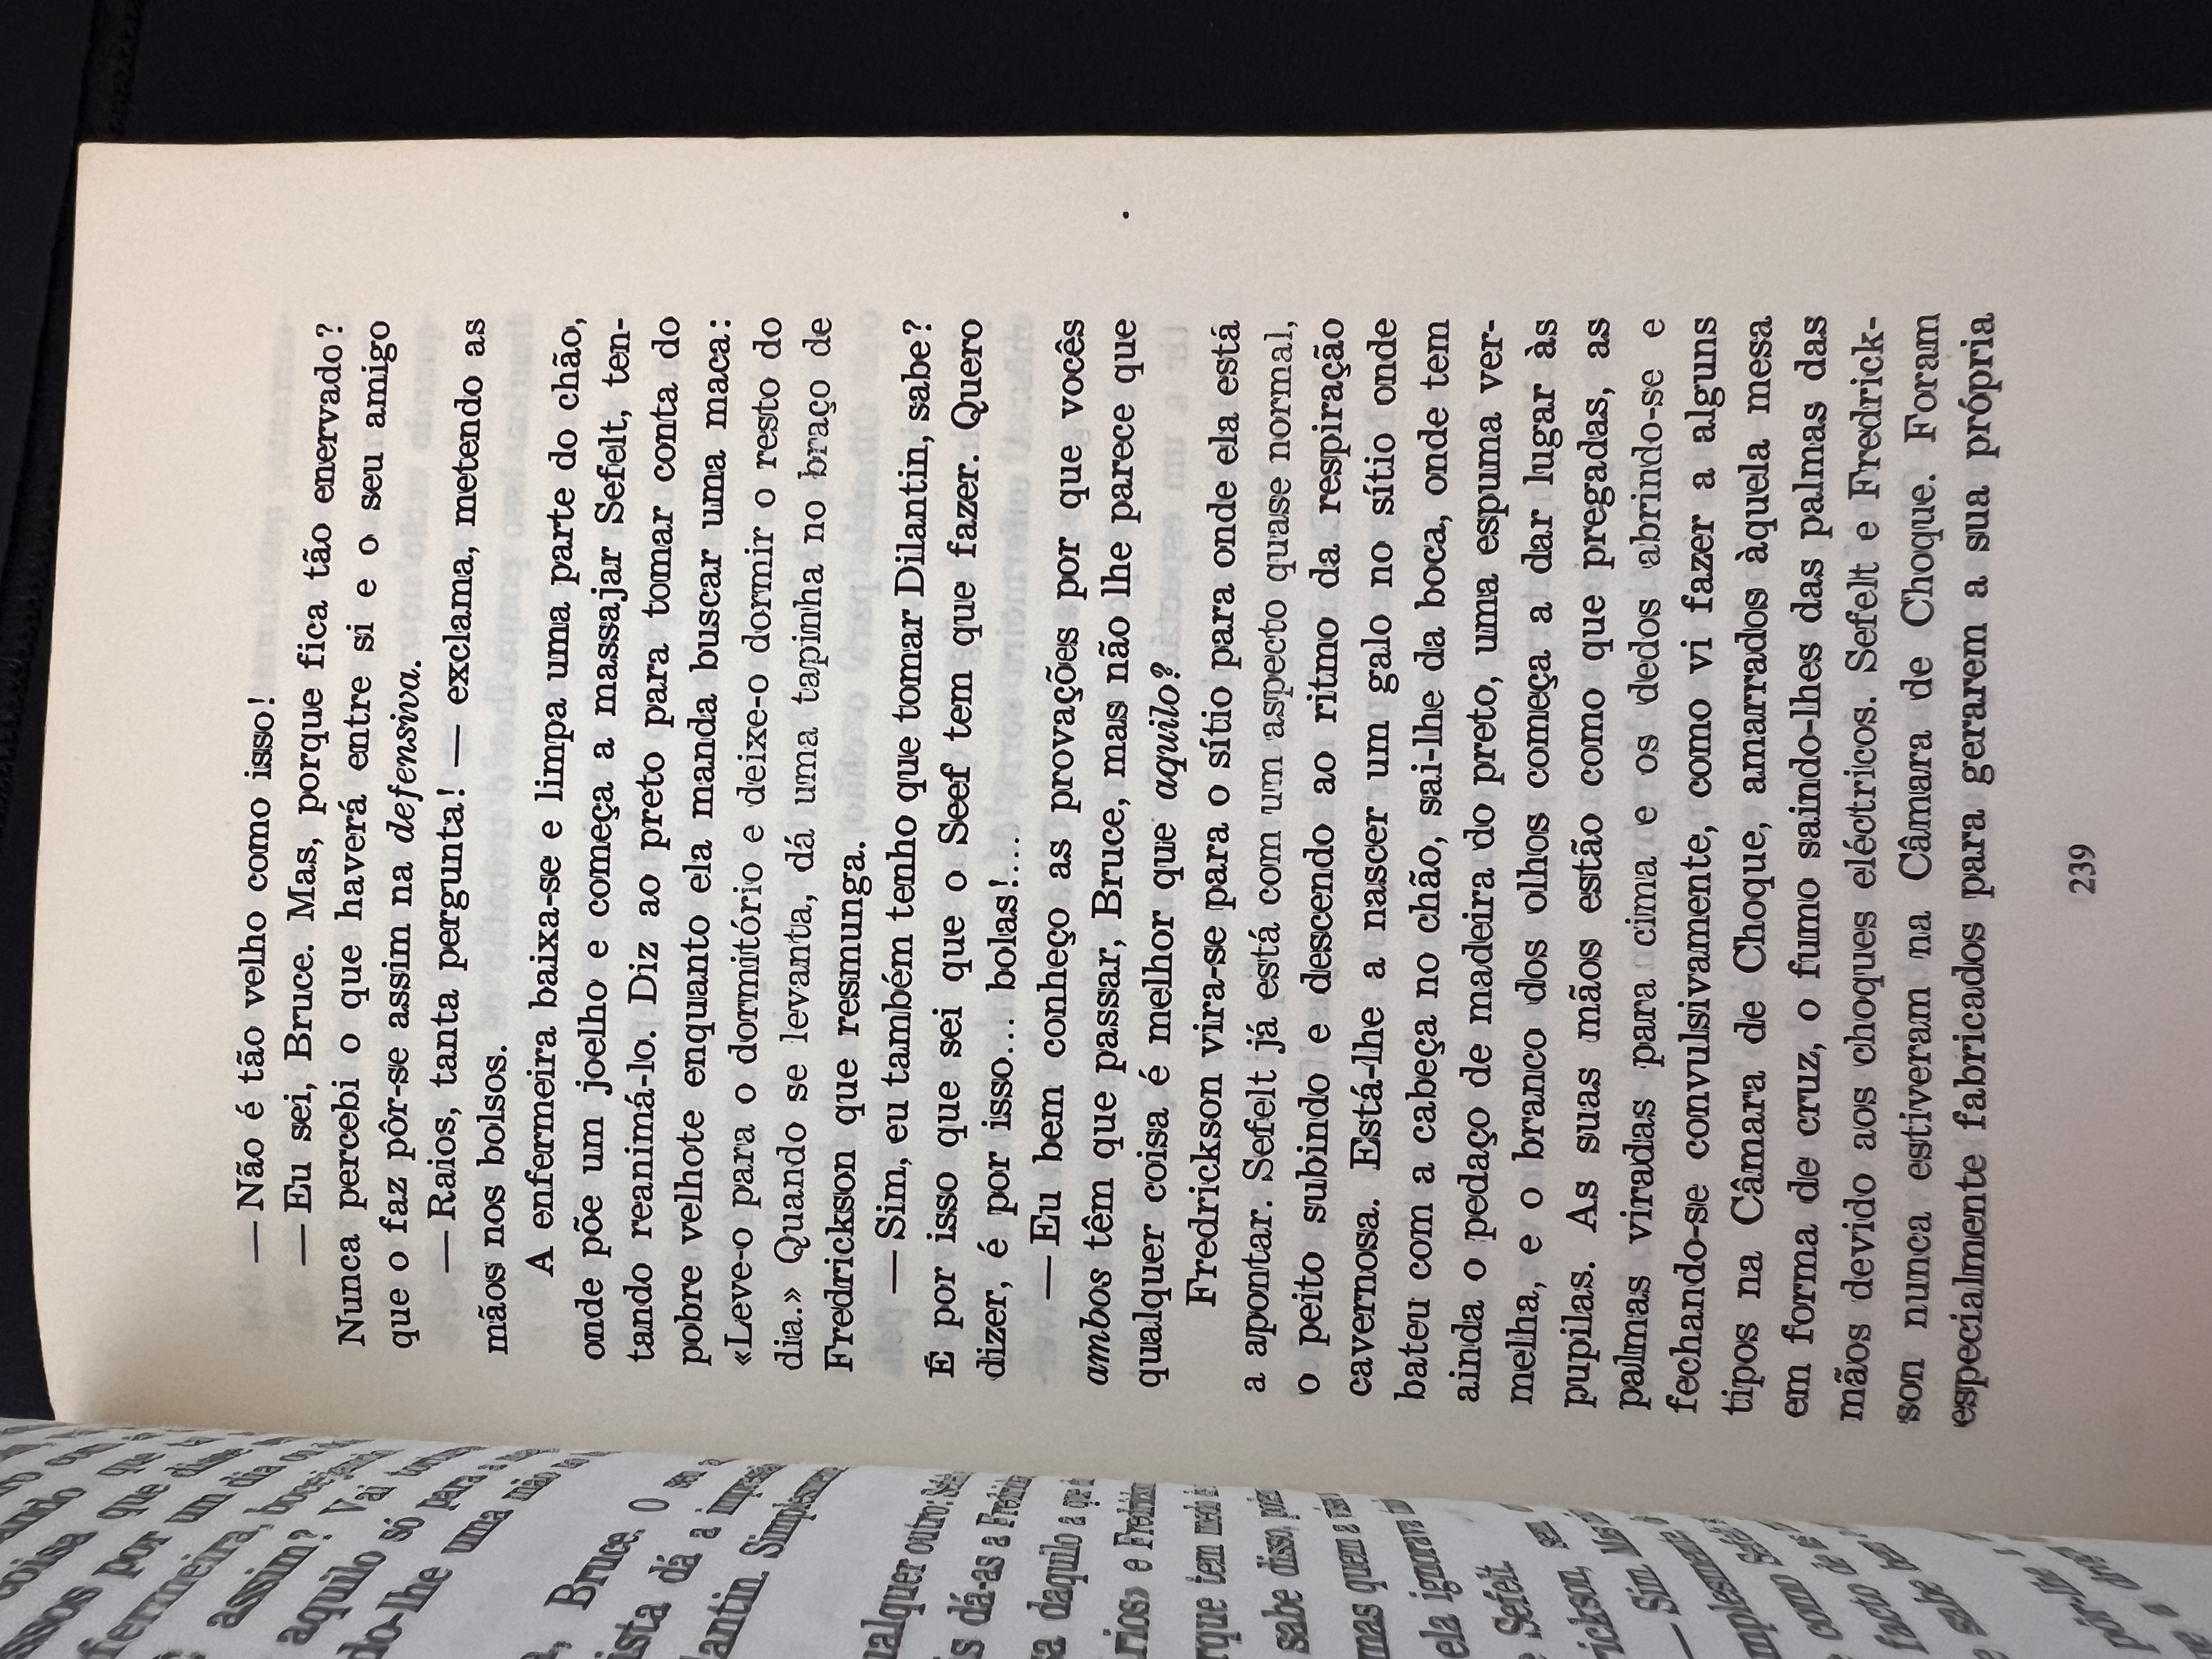 — Não é tão velho como isso!
— Eu sei, Bruce. Mas, porque fica tão enervado?
Nunca percebi o que haverá entre si e o seu amigo
que o faz pôr-se assim na defensiva.
— Raios, tanta pergunta! — exclama, metendo as
mãos nos bolsos.
A enfermeira baixa-se e limpa uma parte do chão,
onde põe um joelho e começa a massajar Sefelt, ten-
tando reanimá-lo. Diz ao preto para tomar conta do
pobre velhote enquanto ela manda buscar uma maca:
«Leve-o para o dormitório e deixe-o dormir o resto do
dia.» Quando se levanta, dá uma tapinha no braço de
Fredrickson que resmunga.
— Sim, eu também tenho que tomar Dilantin, sabe?
É por isso que sei que o Seef tem que fazer. Quero
dizer, é por isso... bolas!...
— Eu bem conheço as provações por que vocês
ambos têm que passar, Bruce, mas não lhe parece que
qualquer coisa é melhor que aquilo?
Fredrickson vira-se para o sítio para onde ela está
a apontar. Sefelt já está com um aspecto quase normal,
o peito subindo e descendo ao ritmo da respiração
cavernosa. Está-lhe a nascer um galo no sítio onde
bateu com a cabeça no chão, sai-lhe da boca, onde tem
ainda o pedaço de madeira do preto, uma espuma ver-
melha, e o branco dos olhos começa a dar lugar às
pupilas. As suas mãos estão como que pregadas, as
palmas viradas para cima e os dedos abrindo-se e
fechando-se convulsivamente, como vi fazer a alguns
tipos na Câmara de Choque, amarrados àquela mesa
em forma de cruz, o fumo saindo-lhes das palmas das
mãos devido aos choques eléctricos. Sefelt e Fredrick-
son nunca estiveram na Câmara de Choque. Foram
especialmente fabricados para gerarem a sua própria
239